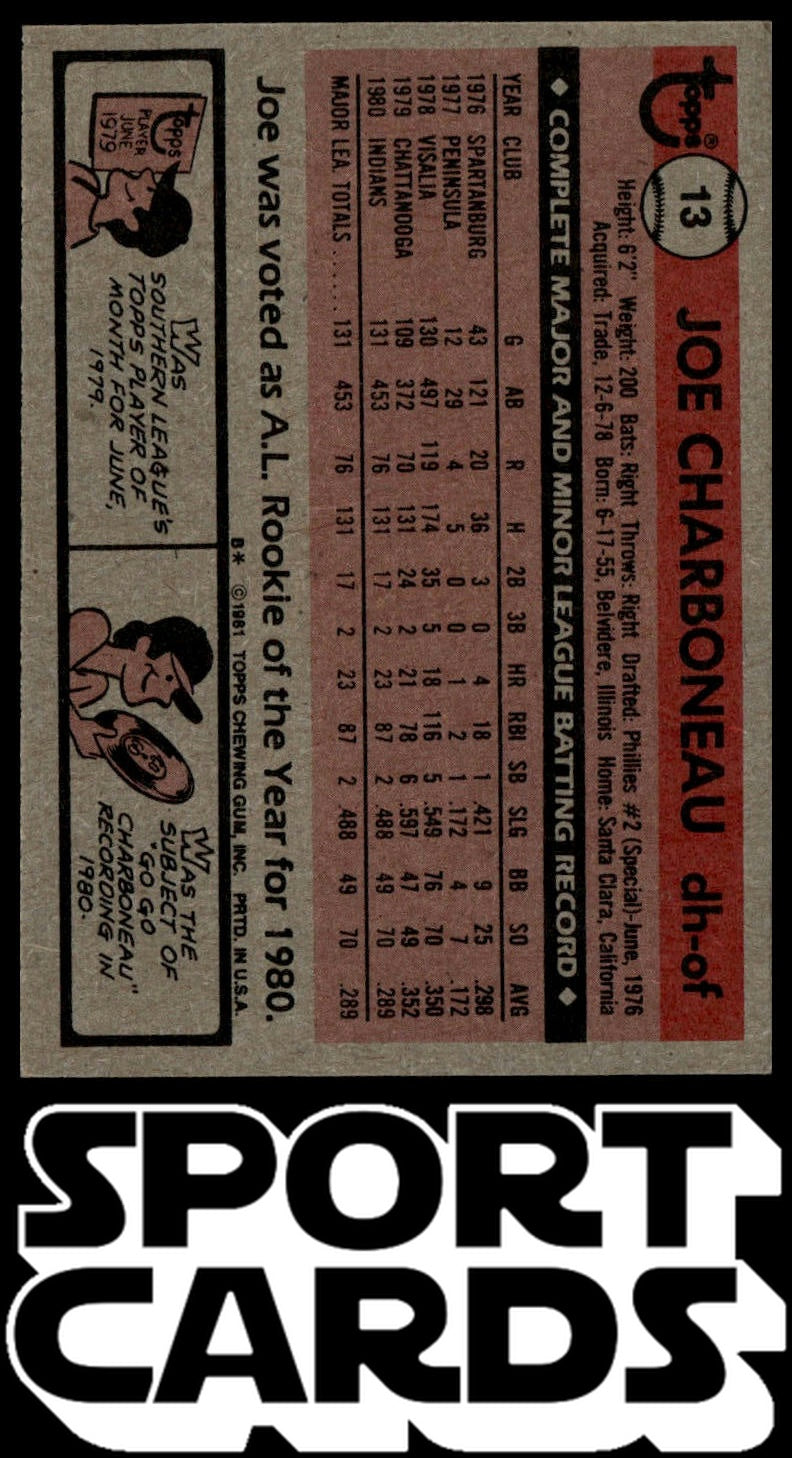 Topps®
13
JOE CHARBONEAU dh-of
Height: 6'2" Weight: 200 Bats: Right Throws: Right Drafted: Phillies #2 (Special)-June, 1976
Acquired: Trade, 12-6-78 Born: 6-17-55, Belvidere, Illinois Home: Santa Clara, California
◆ COMPLETE MAJOR AND MINOR LEAGUE BATTING RECORD ◆
YEAR CLUB G AB R H 2B 3B HR RBI SB SLG BB SO AVG
1976 SPARTANBURG 43 121 20 36 3 0 4 18 1 .421 9 25 .298
1977 PENINSULA 12 29 4 5 0 0 1 2 1 .172 4 7 .172
1978 VISALIA 130 497 119 174 35 5 18 116 5 .549 76 70 .350
1979 CHATTANOOGA 109 372 70 131 24 2 21 78 6 .597 47 49 .352
1980 INDIANS 131 453 76 131 17 2 23 87 2 .488 49 70 .289
MAJOR LEA. TOTALS ...... 131 453 76 131 17 2 23 87 2 .488 49 70 .289
Joe was voted as A.L. Rookie of the Year for 1980.
B* ©1981 TOPPS CHEWING GUM, INC. PRTD. IN U.S.A.
Topps
PLAYER
JUNE
1979
WAS
SOUTHERN LEAGUE'S
TOPPS PLAYER OF
MONTH FOR JUNE,
1979.
WAS THE
SUBJECT OF
"GO GO
CHARBONEAU"
RECORDING IN
1980.
SPORT
CARDS